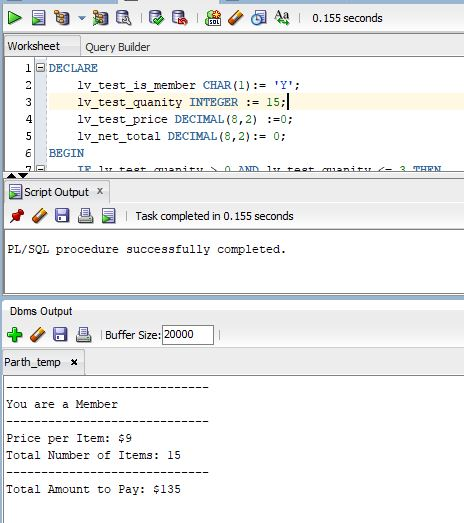 0.155 seconds
Worksheet Query Builder
1 DECLARE
2 lv_test_is_member CHAR(1):= 'Y';
3 lv_test_quanity INTEGER := 15;
4 lv_test_price DECIMAL(8,2) :=0;
5 lv_net_total DECIMAL(8,2):= 0;
6 BEGIN
7 IF lv_test_quanity > 0 AND lv_test_quanity <= 3 THEN
Script Output x
Task completed in 0.155 seconds
PL/SQL procedure successfully completed.
Dbms Output
Buffer Size: 20000
Parth_temp x
-----------------------------
You are a Member
-----------------------------
Price per Item: $9
Total Number of Items: 15
-----------------------------
Total Amount to Pay: $135